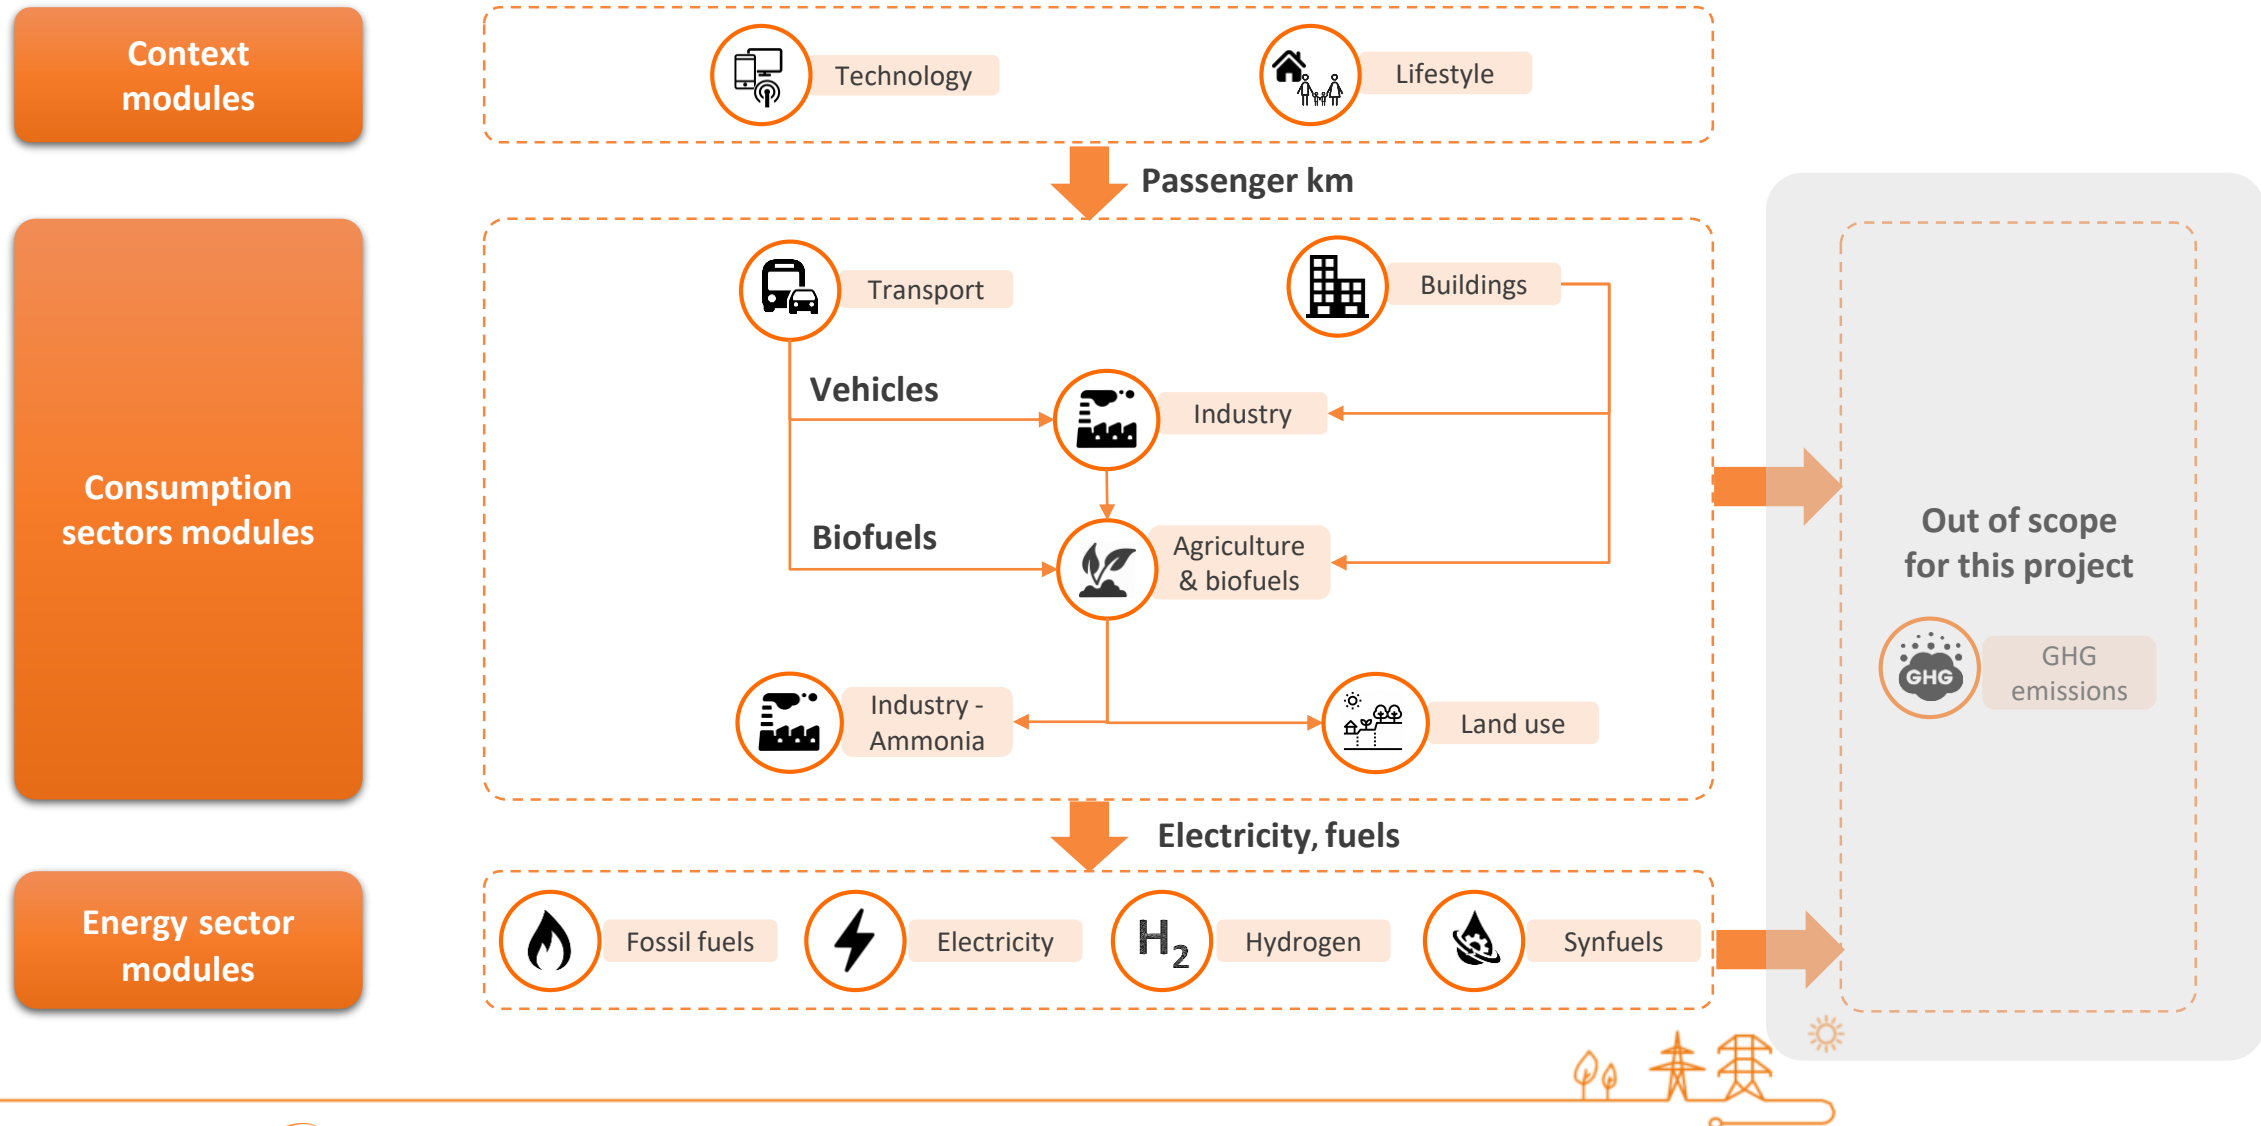 Context
modules
Technology
Lifestyle
Passenger km
Consumption
sectors modules
Transport
Buildings
Vehicles
Industry
Biofuels
Agriculture
& biofuels
Industry -
Ammonia
Land use
Out of scope
for this project
GHG
GHG
emissions
Electricity, fuels
Energy sector
modules
Fossil fuels
Electricity
H2
Hydrogen
Synfuels